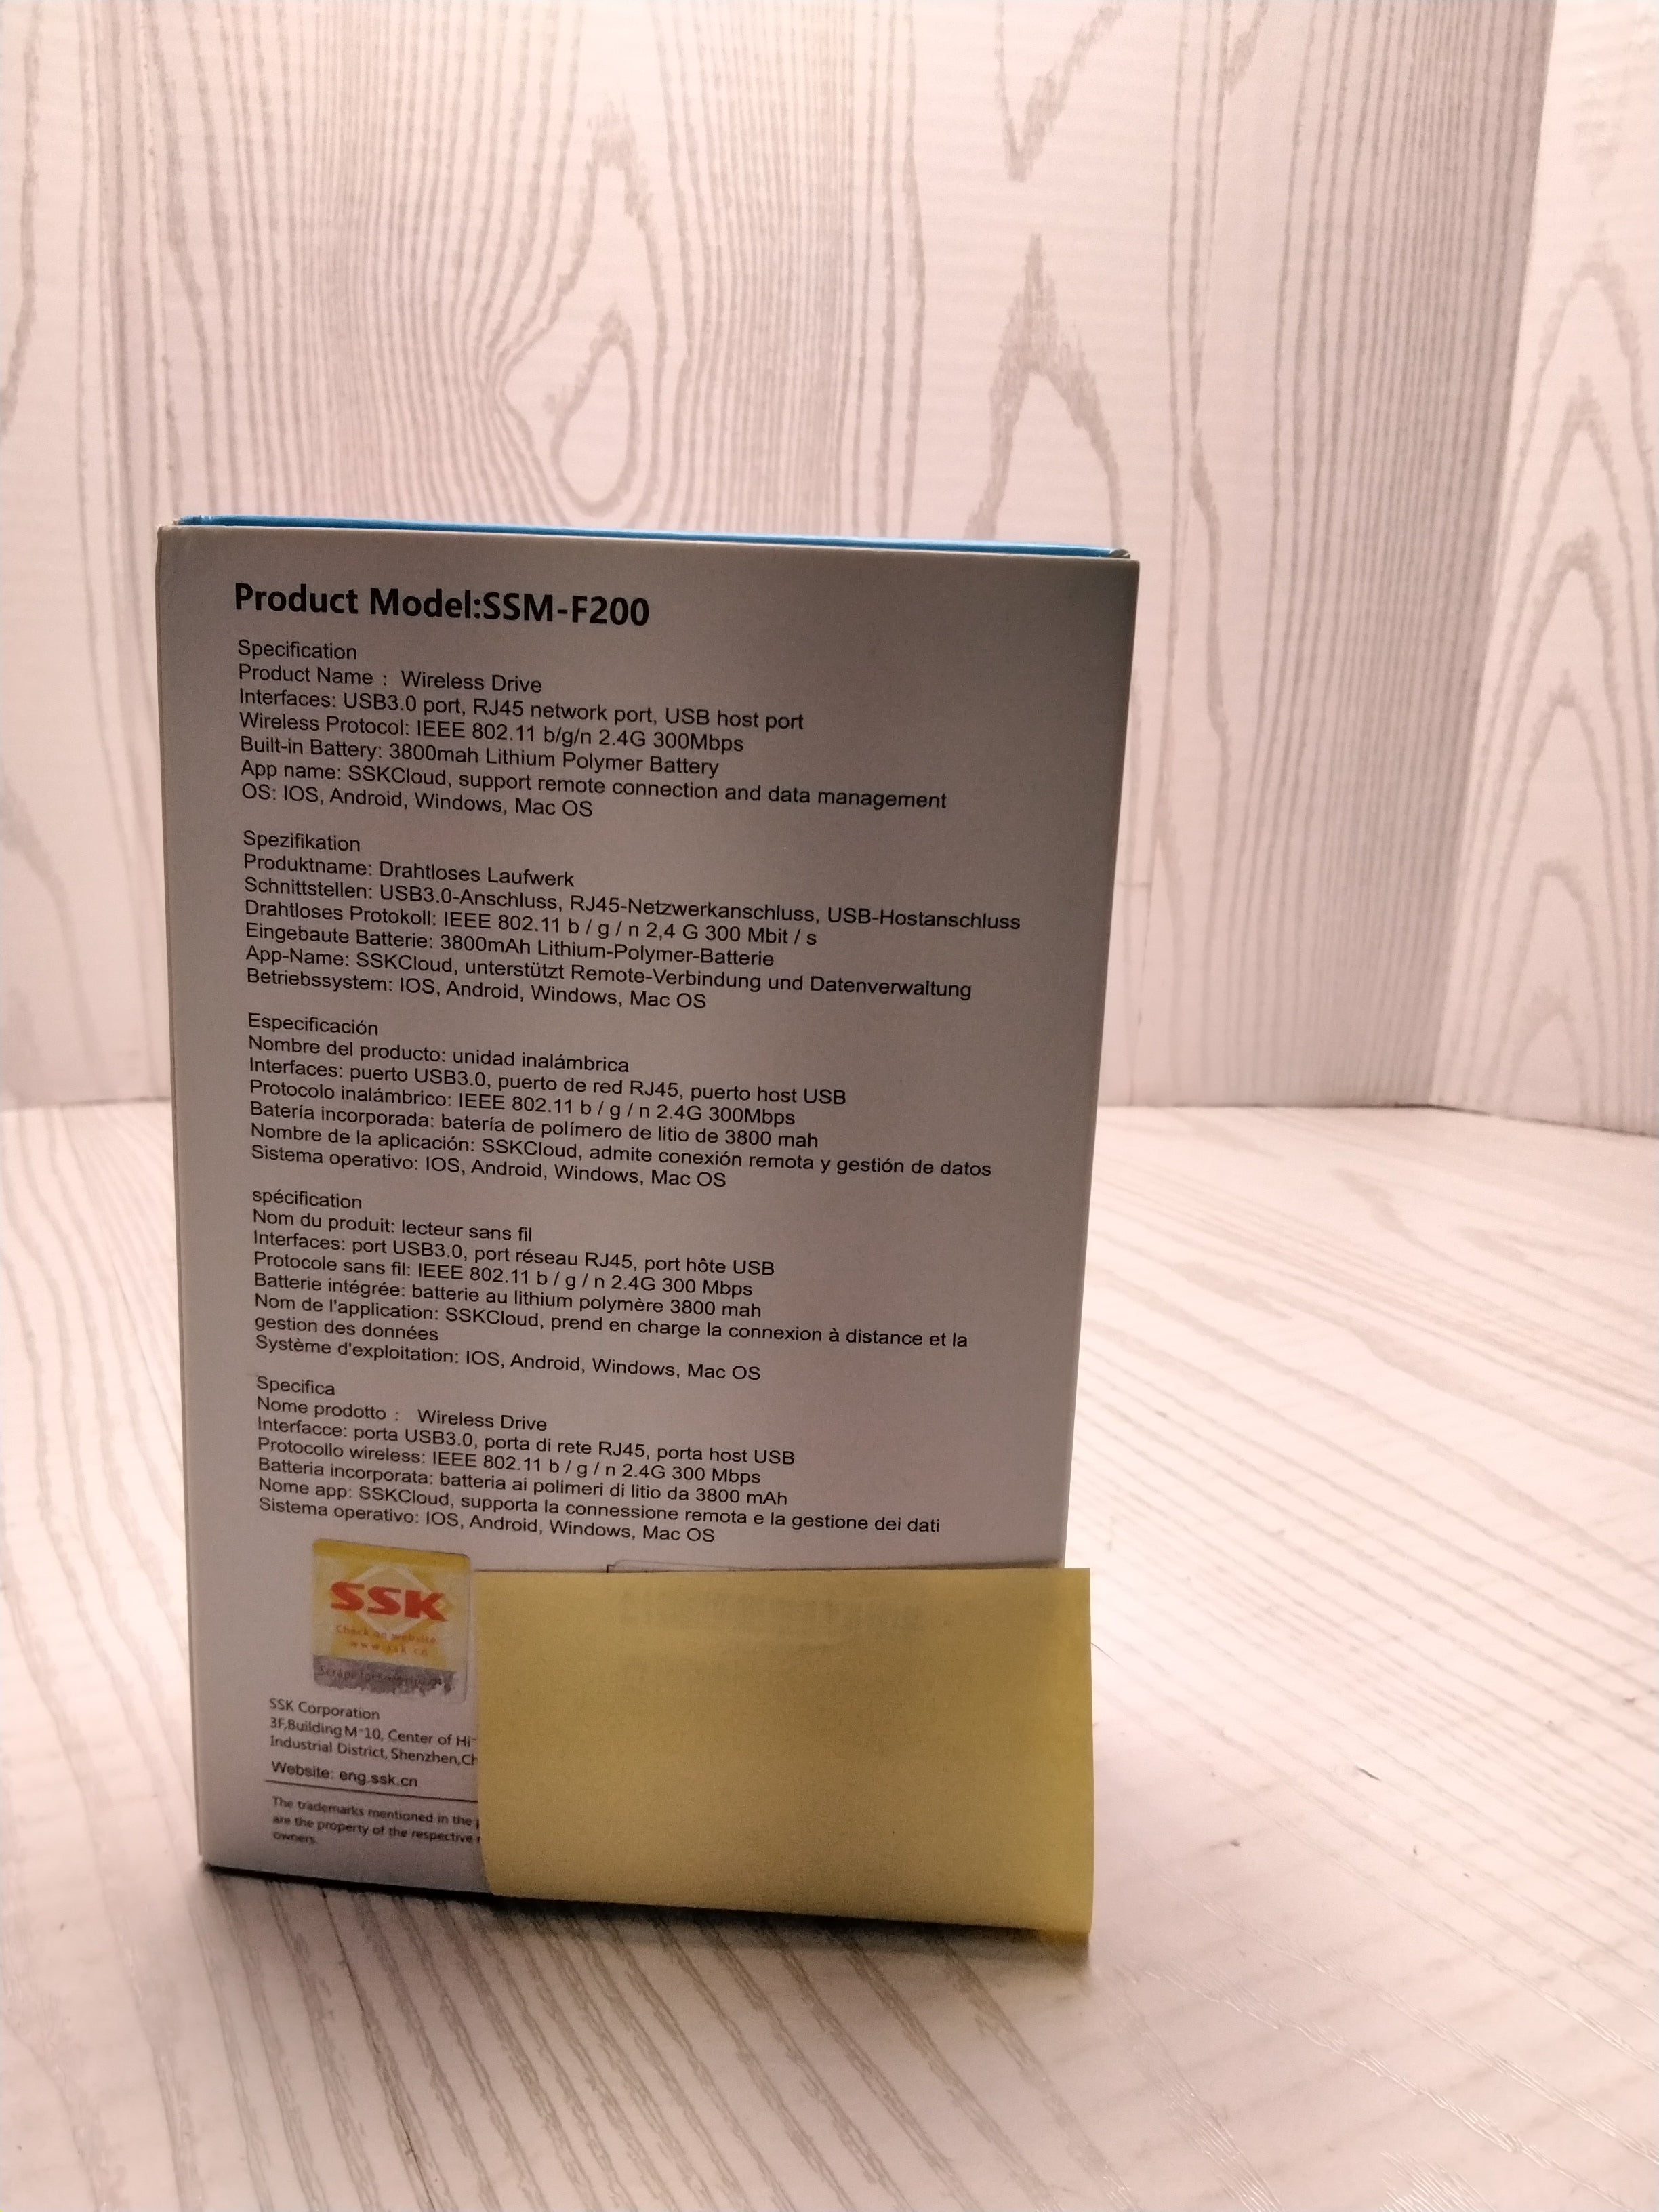 Product Model:SSM-F200
Specification
Product Name : Wireless Drive
Interfaces: USB3.0 port, RJ45 network port, USB host port
Wireless Protocol: IEEE 802.11 b/g/n 2.4G 300Mbps
Built-in Battery: 3800mah Lithium Polymer Battery
App name: SSKCloud, support remote connection and data management
OS: IOS, Android, Windows, Mac OS
Spezifikation
Produktname: Drahtloses Laufwerk
Schnittstellen: USB3.0-Anschluss, RJ45-Netzwerkanschluss, USB-Hostanschluss
Drahtloses Protokoll: IEEE 802.11 b / g / n 2,4 G 300 Mbit / s
Eingebaute Batterie: 3800mAh Lithium-Polymer-Batterie
App-Name: SSKCloud, unterstützt Remote-Verbindung und Datenverwaltung
Betriebssystem: IOS, Android, Windows, Mac OS
Especificación
Nombre del producto: unidad inalámbrica
Interfaces: puerto USB3.0, puerto de red RJ45, puerto host USB
Protocolo inalámbrico: IEEE 802.11 b / g / n 2.4G 300Mbps
Batería incorporada: batería de polímero de litio de 3800 mah
Nombre de la aplicación: SSKCloud, admite conexión remota y gestión de datos
Sistema operativo: IOS, Android, Windows, Mac OS
spécification
Nom du produit: lecteur sans fil
Interfaces: port USB3.0, port réseau RJ45, port hôte USB
Protocole sans fil: IEEE 802.11 b / g / n 2.4G 300 Mbps
Batterie intégrée: batterie au lithium polymère 3800 mah
Nom de l'application: SSKCloud, prend en charge la connexion à distance et la
gestion des données
Système d'exploitation: IOS, Android, Windows, Mac OS
Specifica
Nome prodotto : Wireless Drive
Interfacce: porta USB3.0, porta di rete RJ45, porta host USB
Protocollo wireless: IEEE 802.11 b / g / n 2.4G 300 Mbps
Batteria incorporata: batteria ai polimeri di litio da 3800 mAh
Nome app: SSKCloud, supporta la connessione remota e la gestione dei dati
Sistema operativo: IOS, Android, Windows, Mac OS
SSK
Check on website
www.ssk.cn
SSK Corporation
3F,Building M-10, Center of Hi-
Industrial District, Shenzhen,Ch
Website: eng.ssk.cn
The trademarks mentioned in the
are the property of the respective
owners.